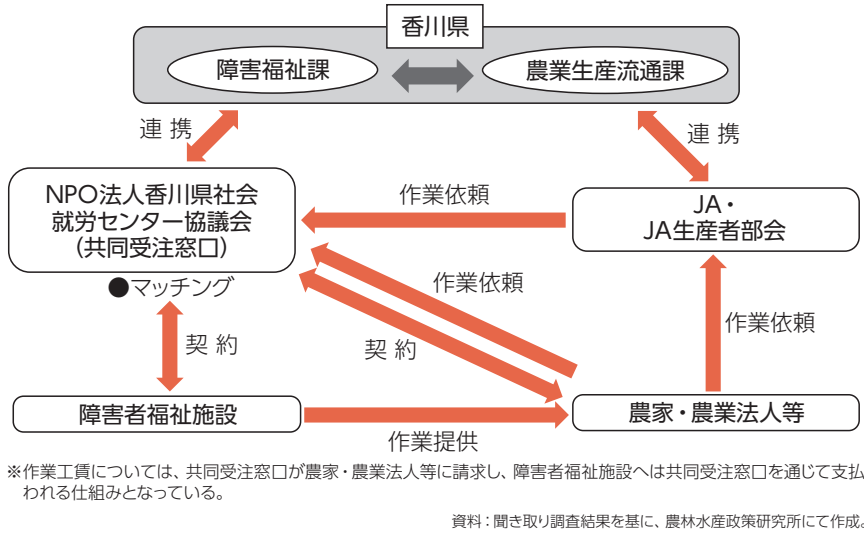 香川県
障害福祉課
農業生産流通課
連 携
連 携
NPO法人香川県社会
就労センター協議会
(共同受注窓口)
作業依頼
JA・
JA生産者部会
●マッチング
作業依頼
契 約
契 約
作業依頼
障害者福祉施設
農家・農業法人等
作業提供
※作業工賃については、共同受注窓口が農家・農業法人等に請求し、障害者福祉施設へは共同受注窓口を通じて支払
われる仕組みとなっている。
資料：聞き取り調査結果を基に、農林水産政策研究所にて作成。